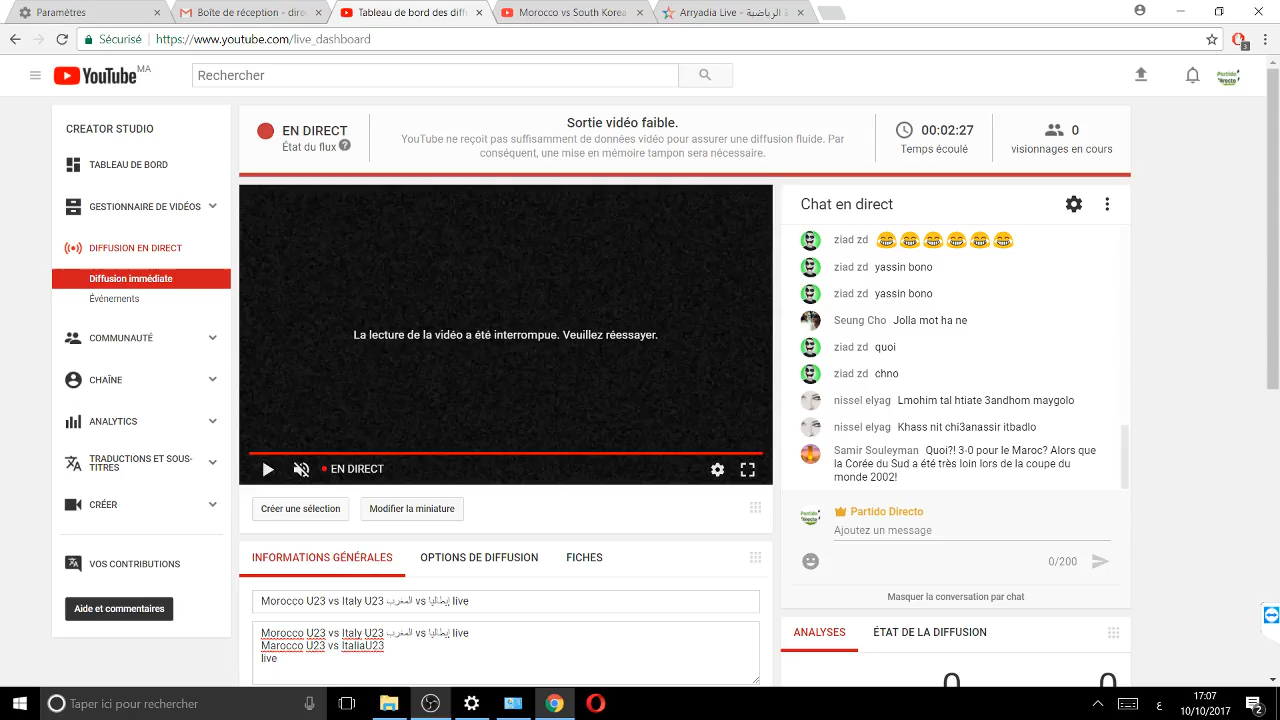 Paramètres
Boîte de réception - dire
Tableau de bord des diff
Morocco vs South Korea
Arryadia Live - الرياضية
Sécurisé
https://www.youtube.com/live_dashboard
YouTube MA
Rechercher
CREATOR STUDIO
TABLEAU DE BORD
GESTIONNAIRE DE VIDÉOS
DIFFUSION EN DIRECT
Diffusion immédiate
Événements
COMMUNAUTÉ
CHAÎNE
ANALYTICS
TRADUCTIONS ET SOUS-
TITRES
CRÉER
VOS CONTRIBUTIONS
Aide et commentaires
EN DIRECT
État du flux ?
Sortie vidéo faible.
YouTube ne reçoit pas suffisamment de données vidéo pour assurer une diffusion fluide. Par
conséquent, une mise en mémoire tampon sera nécessaire.
00:02:27
Temps écoulé
0
visionnages en cours
La lecture de la vidéo a été interrompue. Veuillez réessayer.
EN DIRECT
Créer une sélection
Modifier la miniature
INFORMATIONS GÉNÉRALES
OPTIONS DE DIFFUSION
FICHES
Morocco U23 vs Italy U23 المغرب vs إيطاليا live
Morocco U23 vs Italy U23 المغرب vs إيطاليا live
Marocco U23 vs ItaliaU23
live
Chat en direct
ziad zd 😂😂😂😂😂😂
ziad zd yassin bono
ziad zd yassin bono
Seung Cho Jolla mot ha ne
ziad zd quoi
ziad zd chno
nissel elyag Lmohim tal htiate 3andhom maygolo
nissel elyag Khass nit chi3anassir itbadlo
Samir Souleyman Quoi?! 3-0 pour le Maroc? Alors que
la Corée du Sud a été très loin lors de la coupe du
monde 2002!
Partido Directo
Ajoutez un message
0/200
Masquer la conversation par chat
ANALYSES
ÉTAT DE LA DIFFUSION
0
0
Taper ici pour rechercher
ع
17:07
10/10/2017
2